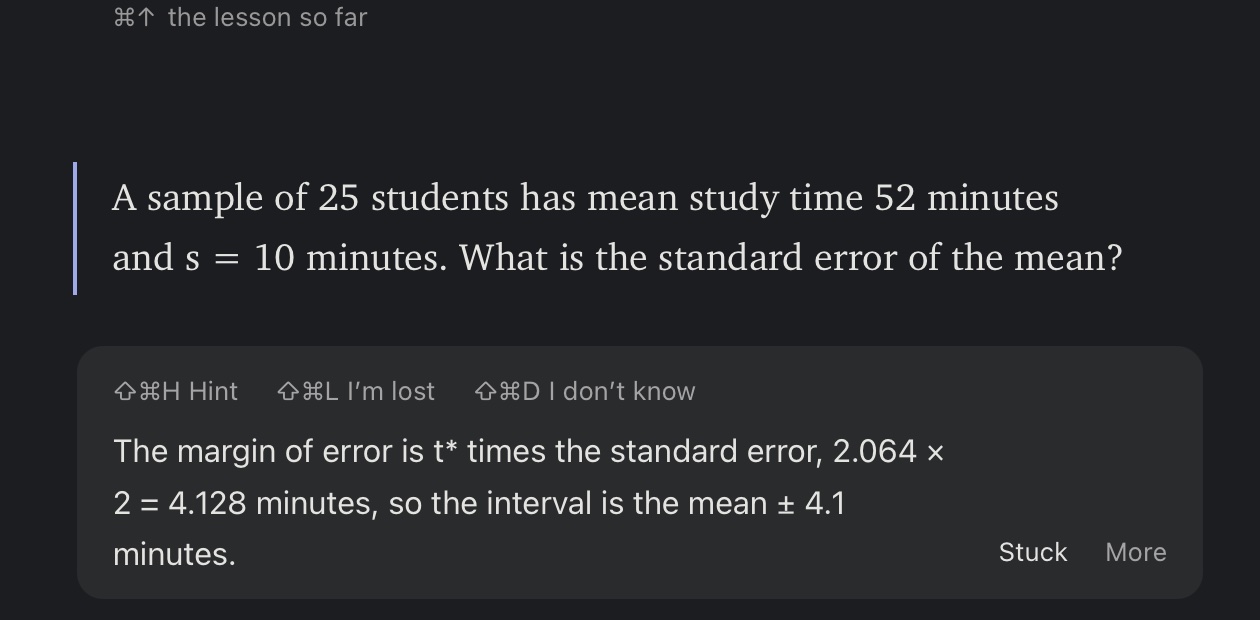 ⌘↑ the lesson so far
A sample of 25 students has mean study time 52 minutes
and s = 10 minutes. What is the standard error of the mean?
⇧⌘H Hint ⇧⌘L I’m lost ⇧⌘D I don’t know
The margin of error is t* times the standard error, 2.064 ×
2 = 4.128 minutes, so the interval is the mean ± 4.1
minutes.
Stuck More